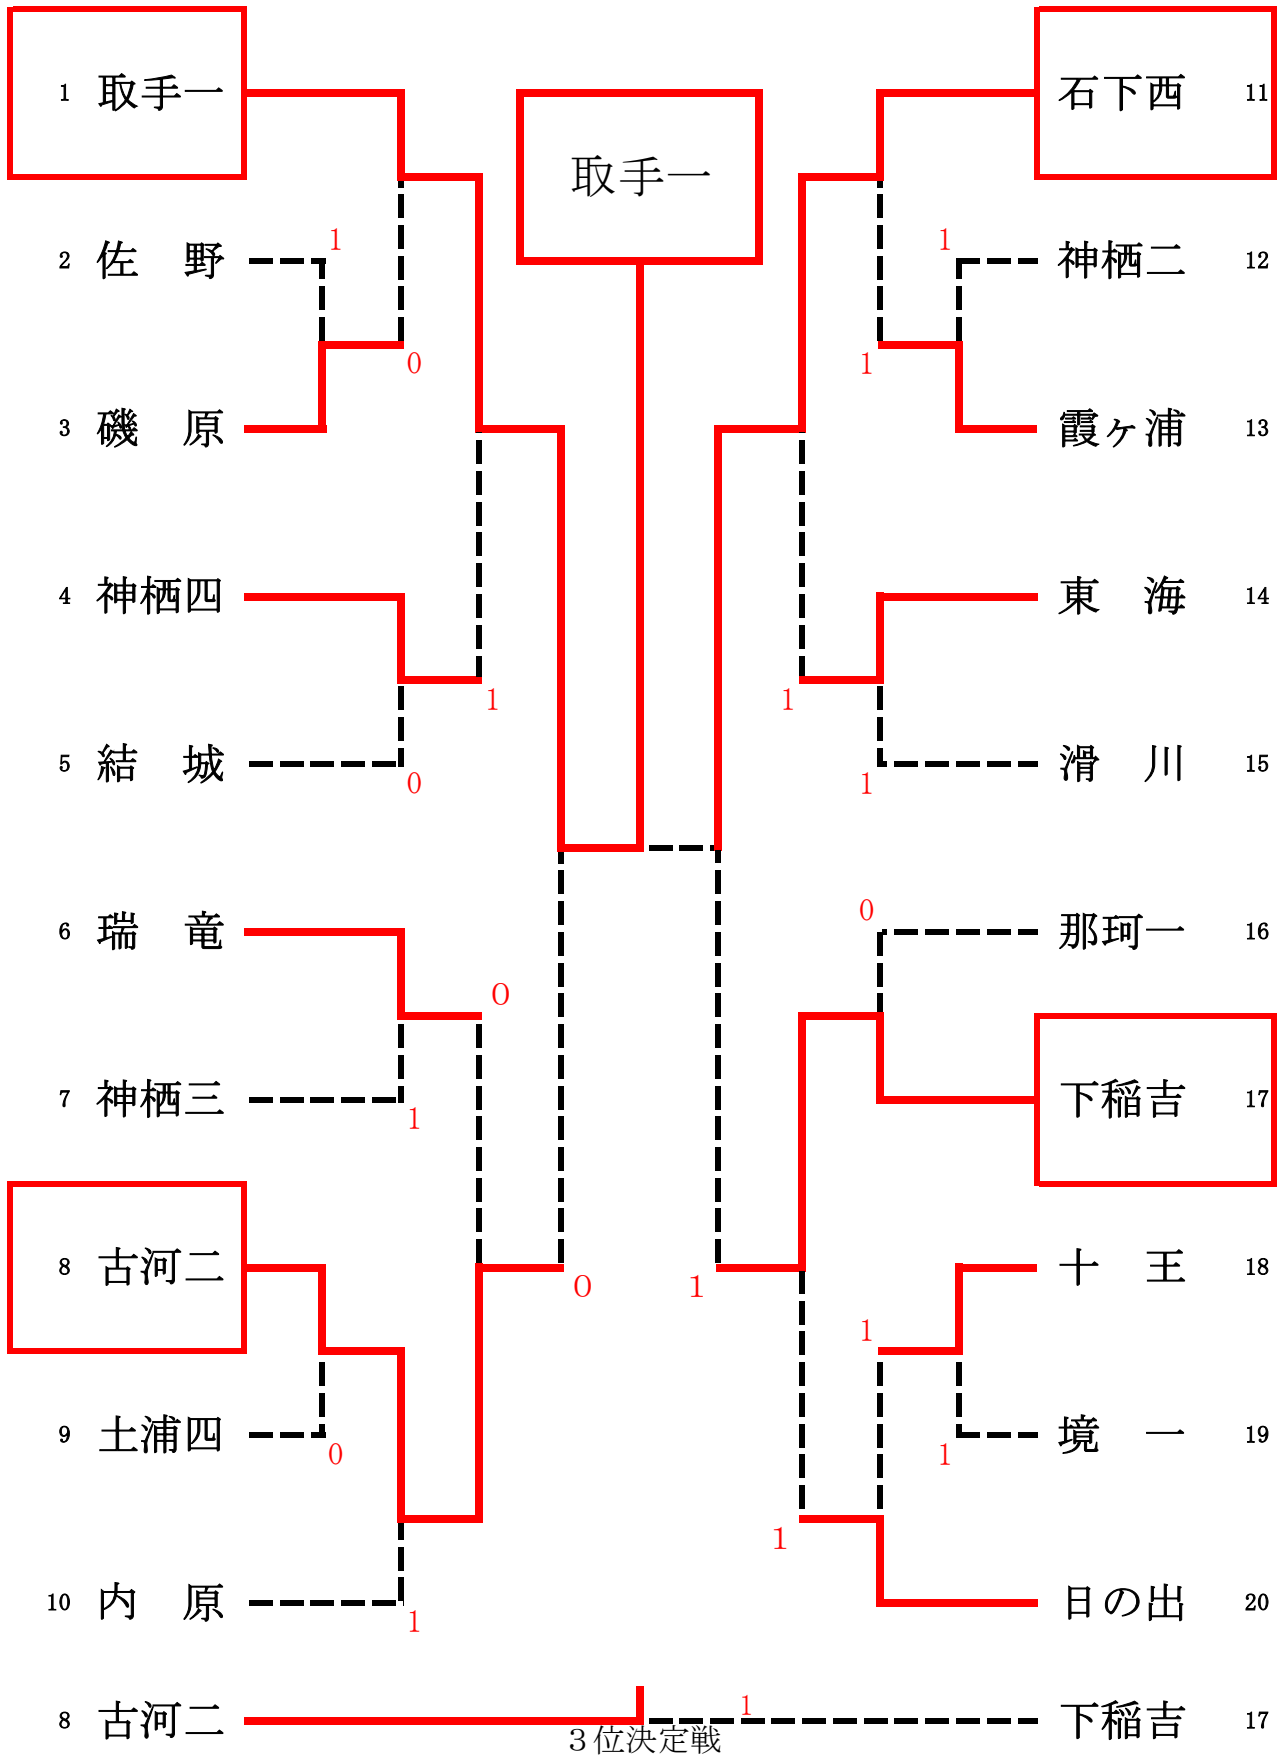 1 取手一 取手一 石下西 11
2 佐　野 1 1 神栖二 12
0 1
3 磯　原 霞ヶ浦 13
4 神栖四 東　海 14
1 1
5 結　城 0 1 滑　川 15
0
6 瑞　竜 那珂一 16
0
7 神栖三 1 下稲吉 17
8 古河二 0 1 十　王 18
1
9 土浦四 0 1 境　一 19
1
10 内　原 1 日の出 20
1
8 古河二 下稲吉 17
３位決定戦